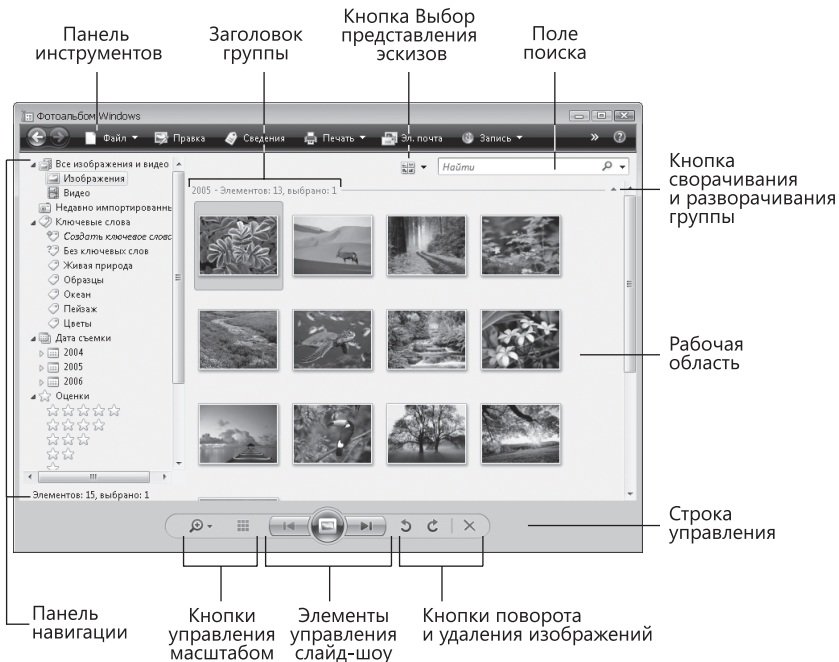 Панель
инструментов
Заголовок
группы
Кнопка Выбор
представления
эскизов
Поле
поиска
Фотоальбом Windows
Файл
Правка
Сведения
Печать
Эл. почта
Запись
»
Все изображения и видео
Изображения
Видео
Недавно импортированнь
Ключевые слова
Создать ключевое слово
Без ключевых слов
Живая природа
Образцы
Океан
Пейзаж
Цветы
Дата съемки
2004
2005
2006
Оценки
Элементов: 15, выбрано: 1
Найти
2005 - Элементов: 13, выбрано: 1
Кнопка
сворачивания
и разворачивания
группы
Рабочая
область
Строка
управления
Панель
навигации
Кнопки
управления
масштабом
Элементы
управления
слайд-шоу
Кнопки поворота
и удаления изображений